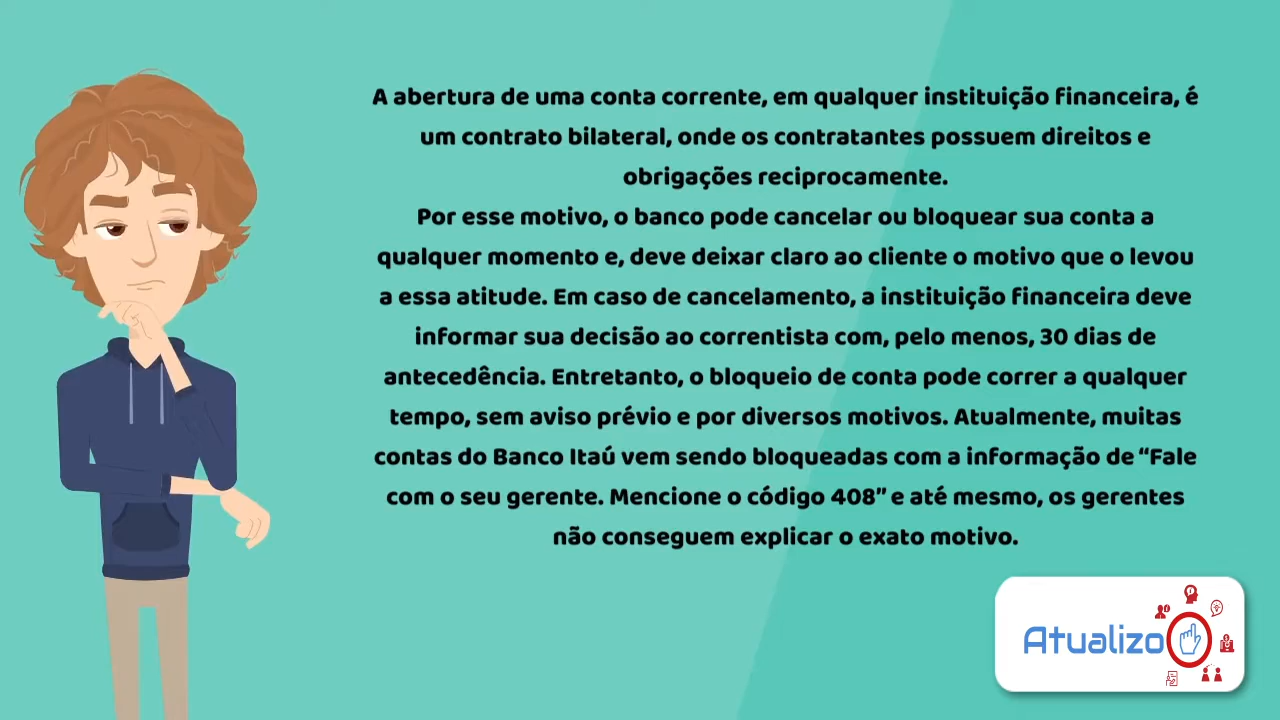 A abertura de uma conta corrente, em qualquer instituição financeira, é
um contrato bilateral, onde os contratantes possuem direitos e
obrigações reciprocamente.
Por esse motivo, o banco pode cancelar ou bloquear sua conta a
qualquer momento e, deve deixar claro ao cliente o motivo que o levou
a essa atitude. Em caso de cancelamento, a instituição financeira deve
informar sua decisão ao correntista com, pelo menos, 30 dias de
antecedência. Entretanto, o bloqueio de conta pode correr a qualquer
tempo, sem aviso prévio e por diversos motivos. Atualmente, muitas
contas do Banco Itaú vem sendo bloqueadas com a informação de “Fale
com o seu gerente. Mencione o código 408” e até mesmo, os gerentes
não conseguem explicar o exato motivo.
Atualizo